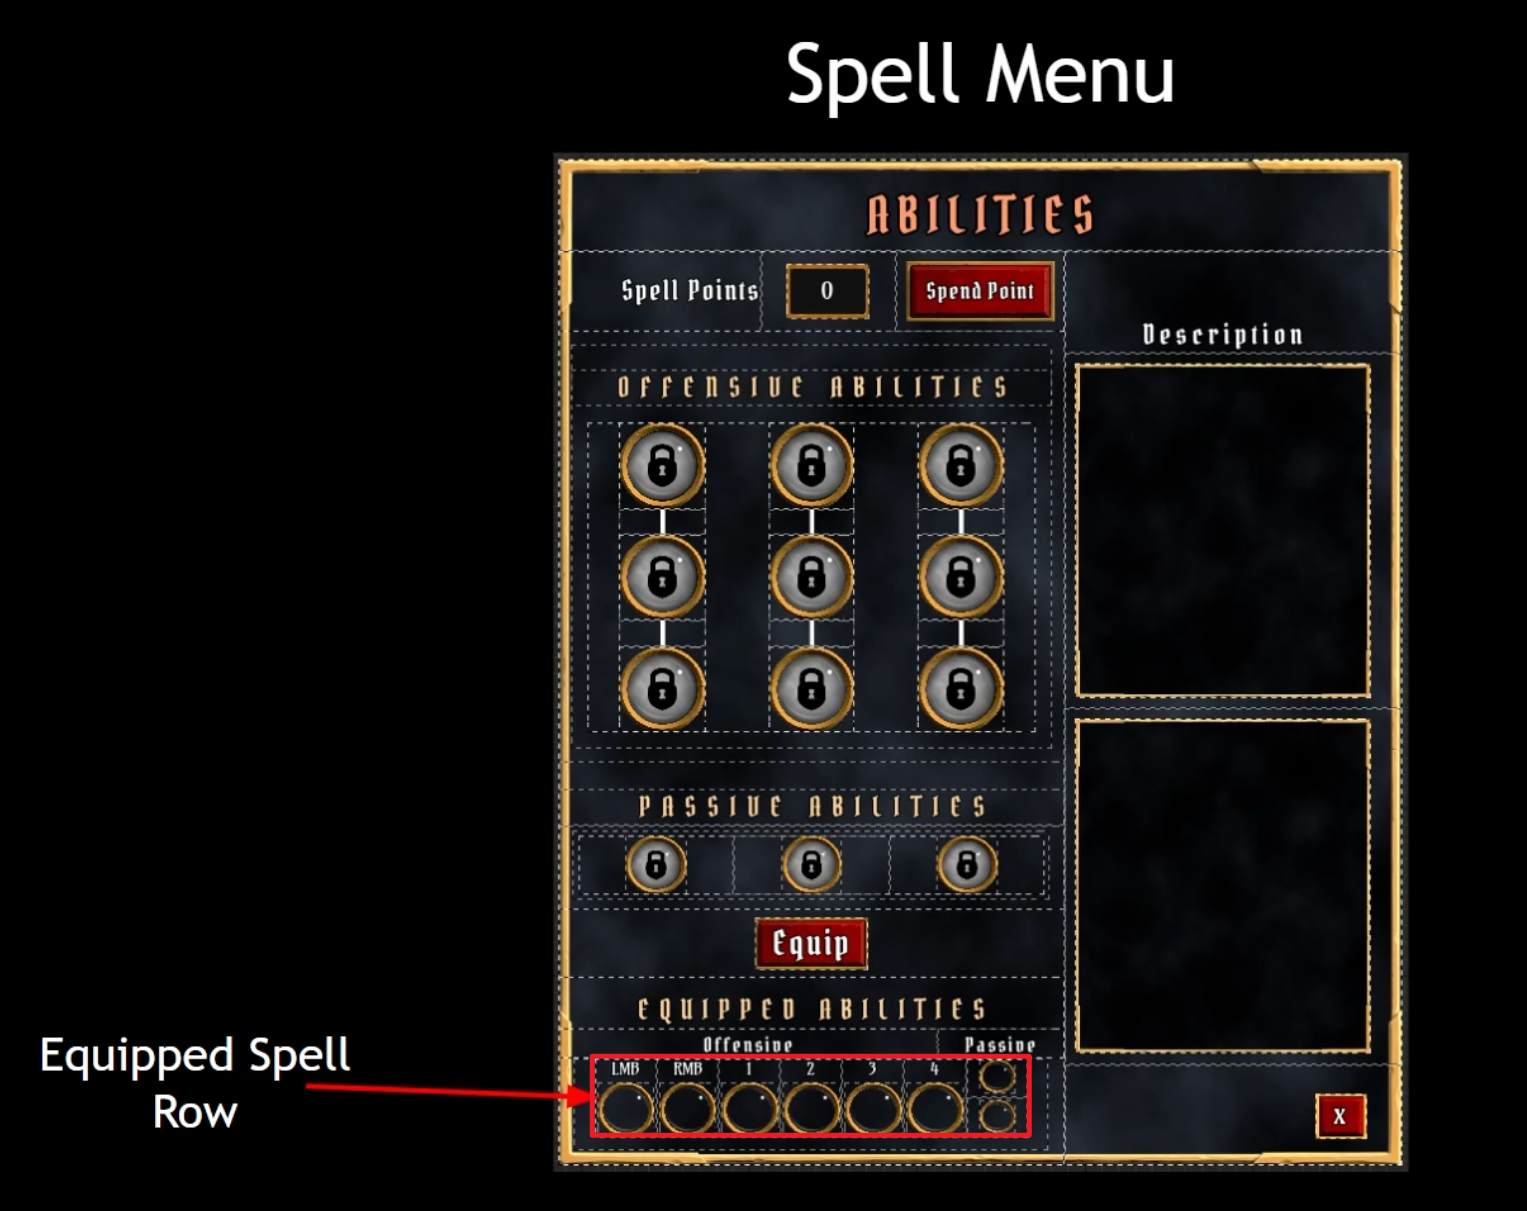 Spell Menu
ABILITIES
Spell Points 0 Spend Point
Description
OFFENSIVE ABILITIES
PASSIVE ABILITIES
Equip
EQUIPPED ABILITIES
Offensive Passive
LMB RMB 1 2 3 4
Equipped Spell
Row
X